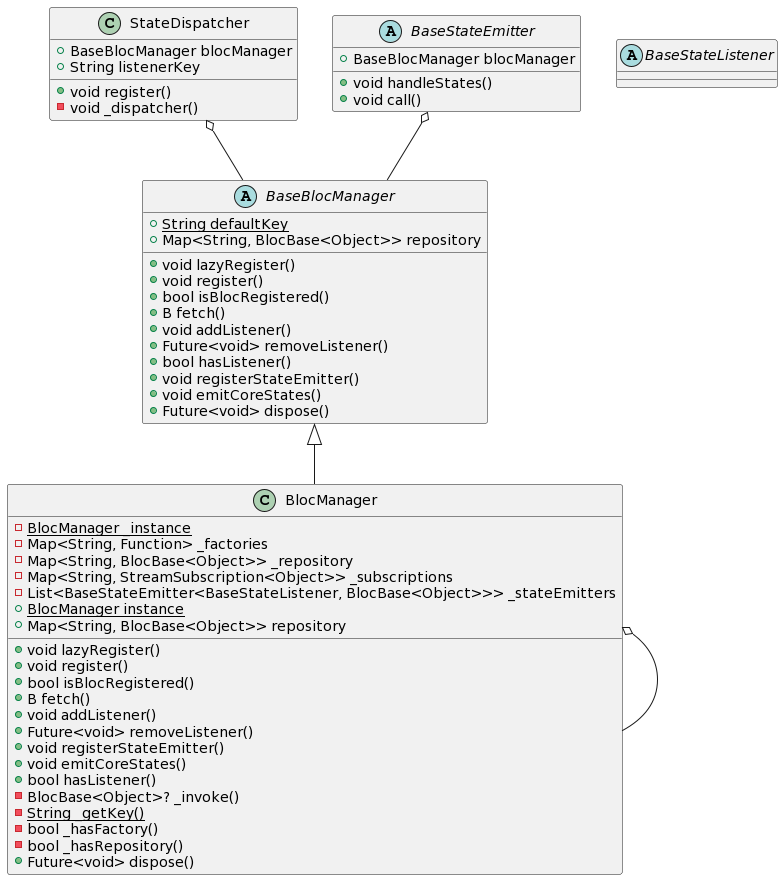 C StateDispatcher
BaseBlocManager blocManager
String listenerKey
void register()
void _dispatcher()
A BaseStateEmitter
BaseBlocManager blocManager
void handleStates()
void call()
A BaseStateListener
A BaseBlocManager
String defaultKey
Map<String, BlocBase<Object>> repository
void lazyRegister()
void register()
bool isBlocRegistered()
B fetch()
void addListener()
Future<void> removeListener()
bool hasListener()
void registerStateEmitter()
void emitCoreStates()
Future<void> dispose()
C BlocManager
BlocManager _instance
Map<String, Function> _factories
Map<String, BlocBase<Object>> _repository
Map<String, StreamSubscription<Object>> _subscriptions
List<BaseStateEmitter<BaseStateListener, BlocBase<Object>>> _stateEmitters
BlocManager instance
Map<String, BlocBase<Object>> repository
void lazyRegister()
void register()
bool isBlocRegistered()
B fetch()
void addListener()
Future<void> removeListener()
void registerStateEmitter()
void emitCoreStates()
bool hasListener()
BlocBase<Object>? _invoke()
String _getKey()
bool _hasFactory()
bool _hasRepository()
Future<void> dispose()